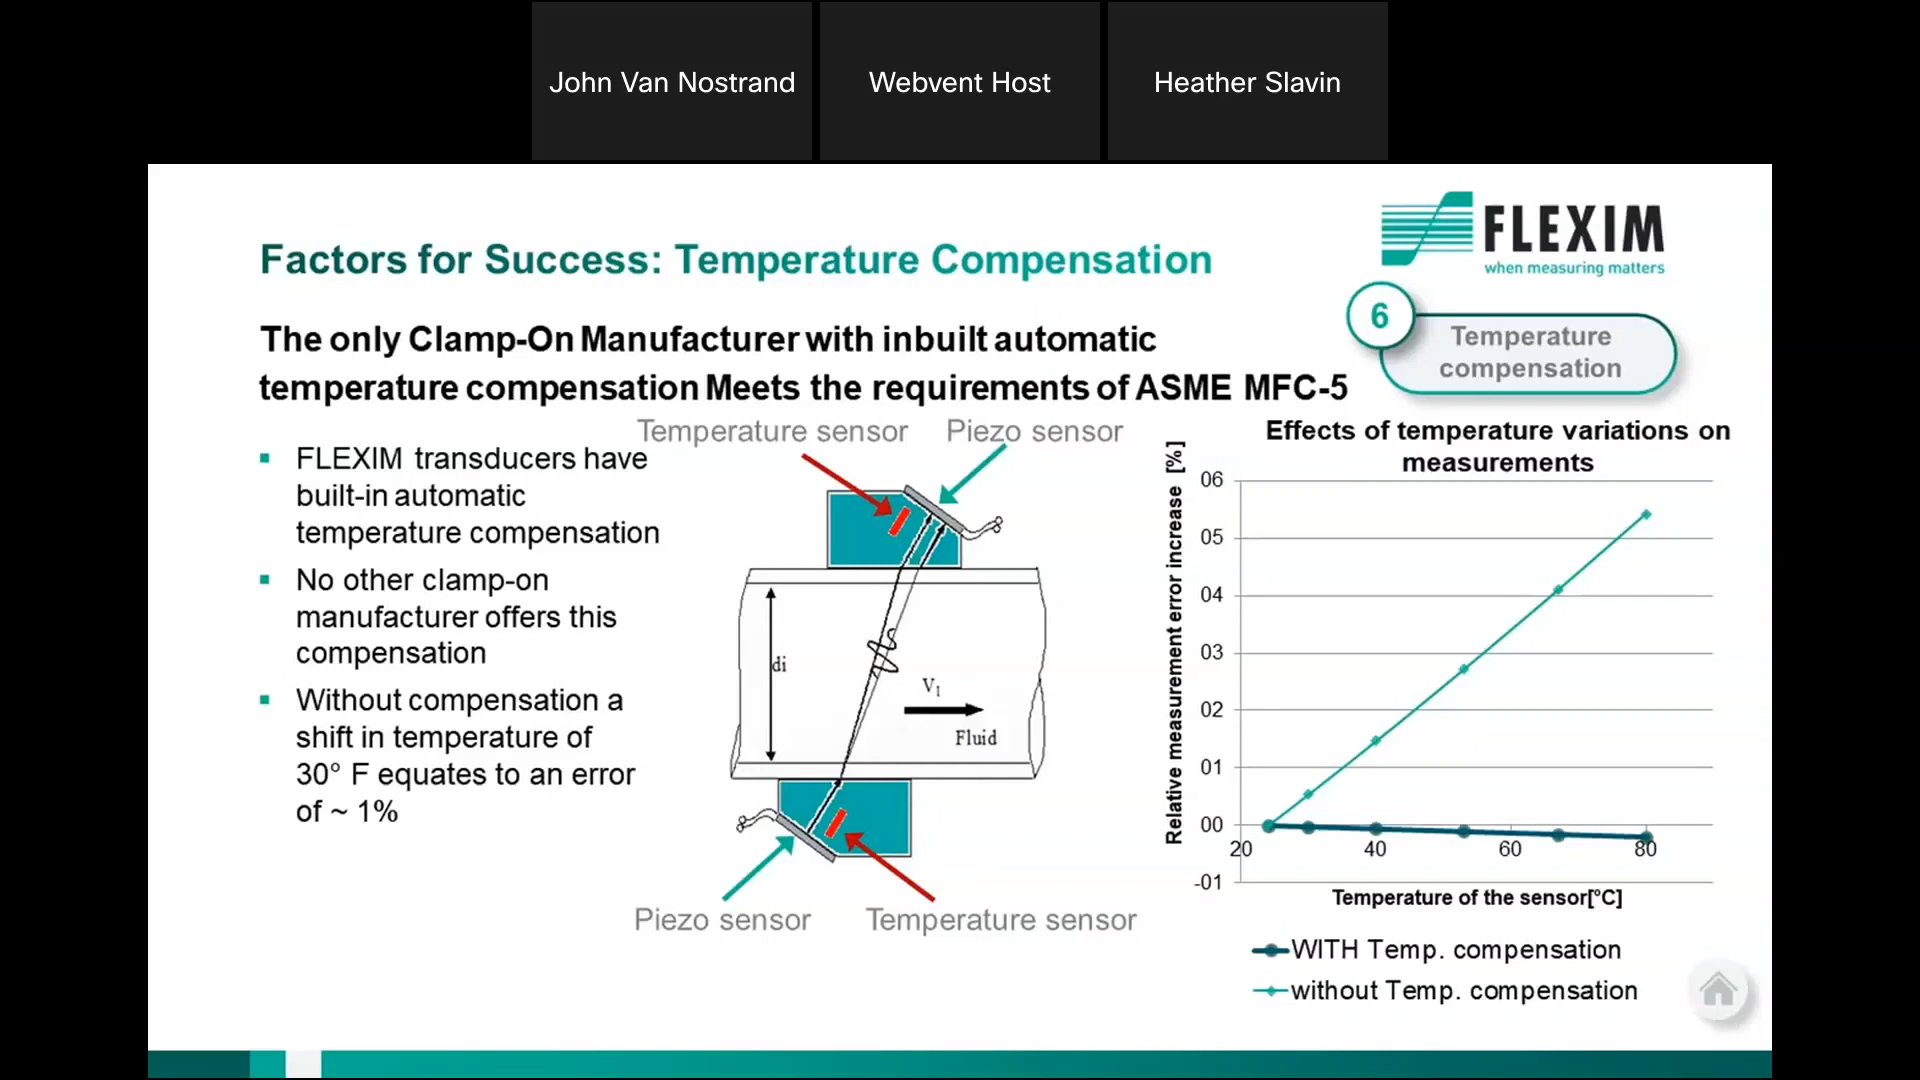 John Van Nostrand
Webvent Host
Heather Slavin
FLEXIM
when measuring matters
Factors for Success: Temperature Compensation
6
Temperature
compensation
The only Clamp-On Manufacturer with inbuilt automatic
temperature compensation Meets the requirements of ASME MFC-5
FLEXIM transducers have
built-in automatic
temperature compensation
No other clamp-on
manufacturer offers this
compensation
Without compensation a
shift in temperature of
30° F equates to an error
of ~ 1%
Temperature sensor
Piezo sensor
di
V1
Fluid
Piezo sensor
Temperature sensor
Effects of temperature variations on
measurements
Relative measurement error increase [%]
06
05
04
03
02
01
00
-01
20
40
60
80
Temperature of the sensor[°C]
WITH Temp. compensation
without Temp. compensation